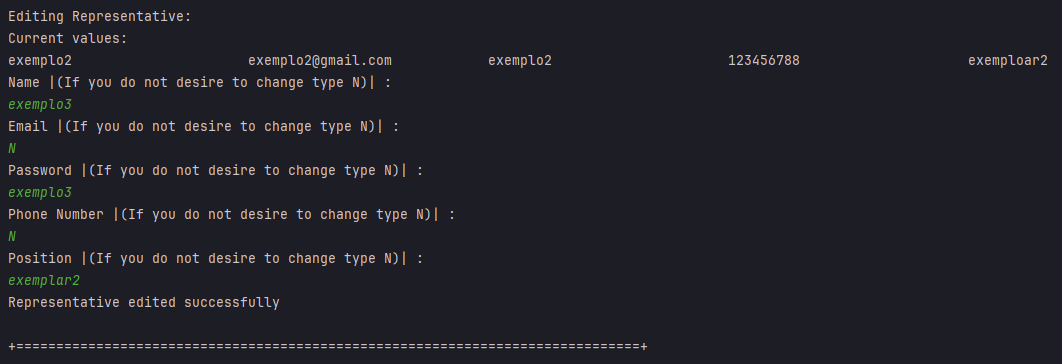 Editing Representative:
Current values:
exemplo2 exemplo2@gmail.com exemplo2 123456788 exemploar2
Name |(If you do not desire to change type N)| :
exemplo3
Email |(If you do not desire to change type N)| :
N
Password |(If you do not desire to change type N)| :
exemplo3
Phone Number |(If you do not desire to change type N)| :
N
Position |(If you do not desire to change type N)| :
exemplar2
Representative edited successfully
+==============================================================================+